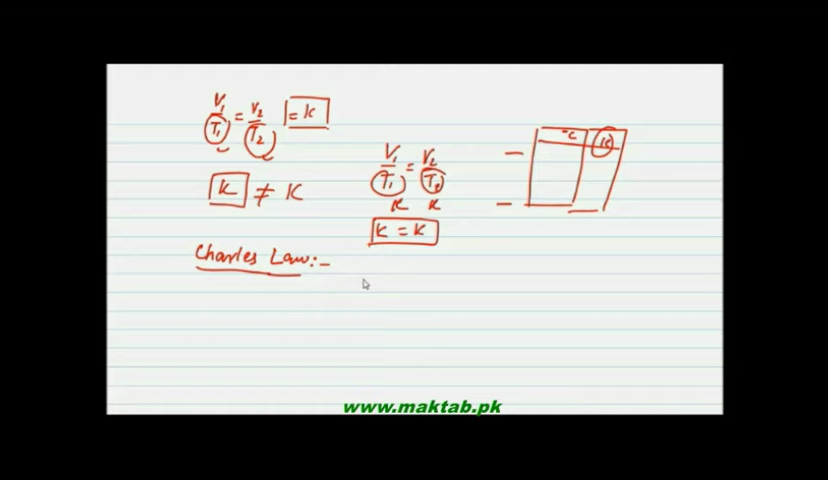 V₁/T₁ = V₂/T₂ = K
K ≠ K
V₁/T₁ = V₂/T₂
K K
K = K
°C K
Charles Law:-
www.maktab.pk